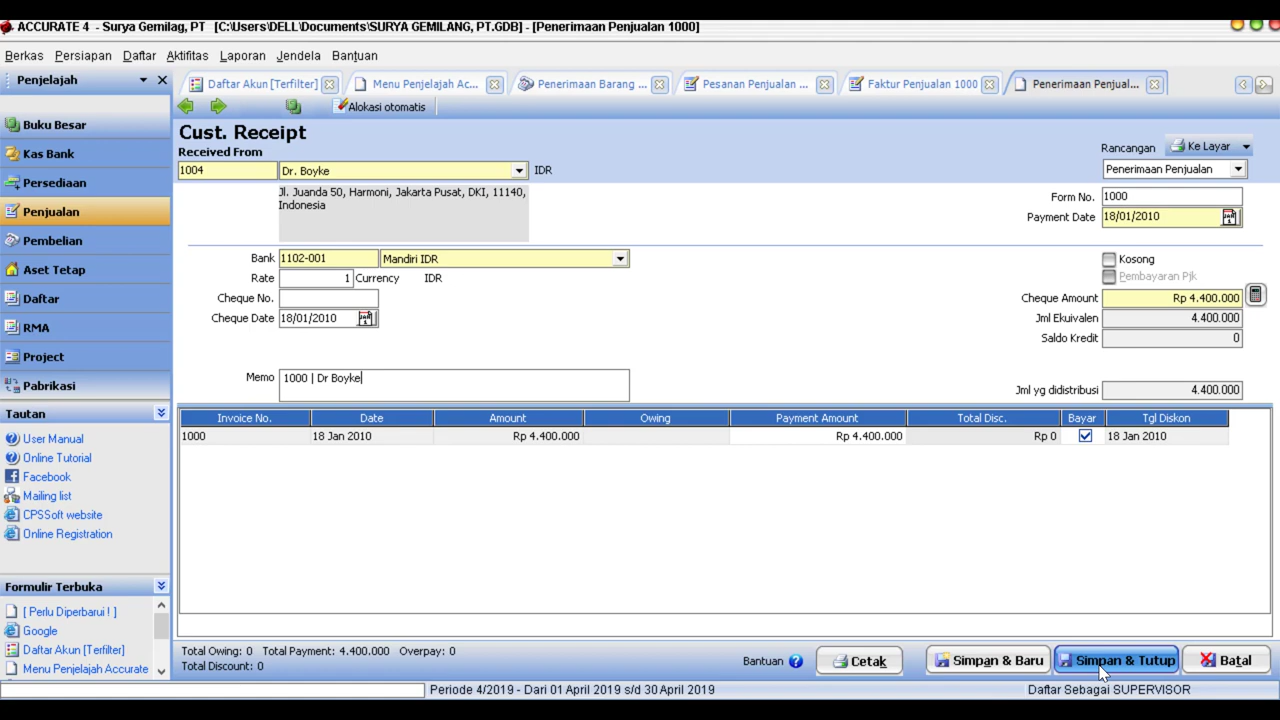 ACCURATE 4 - Surya Gemilag, PT [C:\Users\DELL\Documents\SURYA GEMILANG, PT.GDB] - [Penerimaan Penjualan 1000]
Berkas Persiapan Daftar Aktifitas Laporan Jendela Bantuan
Penjelajah
Daftar Akun [Terfilter]
Menu Penjelajah Ac...
Penerimaan Barang ...
Pesanan Penjualan ...
Faktur Penjualan 1000
Penerimaan Penjual...
Alokasi otomatis
Buku Besar
Kas Bank
Persediaan
Penjualan
Pembelian
Aset Tetap
Daftar
RMA
Project
Pabrikasi
Tautan
User Manual
Online Tutorial
Facebook
Mailing list
CPSSoft website
Online Registration
Formulir Terbuka
[ Perlu Diperbarui ! ]
Google
Daftar Akun [Terfilter]
Menu Penjelajah Accurate
Cust. Receipt
Received From
1004 Dr. Boyke IDR
Jl. Juanda 50, Harmoni, Jakarta Pusat, DKI, 11140,
Indonesia
Rancangan Ke Layar
Penerimaan Penjualan
Form No. 1000
Payment Date 18/01/2010
Bank 1102-001 Mandiri IDR
Rate 1 Currency IDR
Cheque No.
Cheque Date 18/01/2010
Memo 1000 | Dr Boyke
Kosong
Pembayaran Pjk
Cheque Amount Rp 4.400.000
Jml Ekuivalen 4.400.000
Saldo Kredit 0
Jml yg didistribusi 4.400.000
Invoice No. Date Amount Owing Payment Amount Total Disc. Bayar Tgl Diskon
1000 18 Jan 2010 Rp 4.400.000 Rp 4.400.000 Rp 0 18 Jan 2010
Total Owing: 0 Total Payment: 4.400.000 Overpay: 0
Total Discount: 0
Bantuan Cetak Simpan & Baru Simpan & Tutup Batal
Periode 4/2019 - Dari 01 April 2019 s/d 30 April 2019
Daftar Sebagai SUPERVISOR